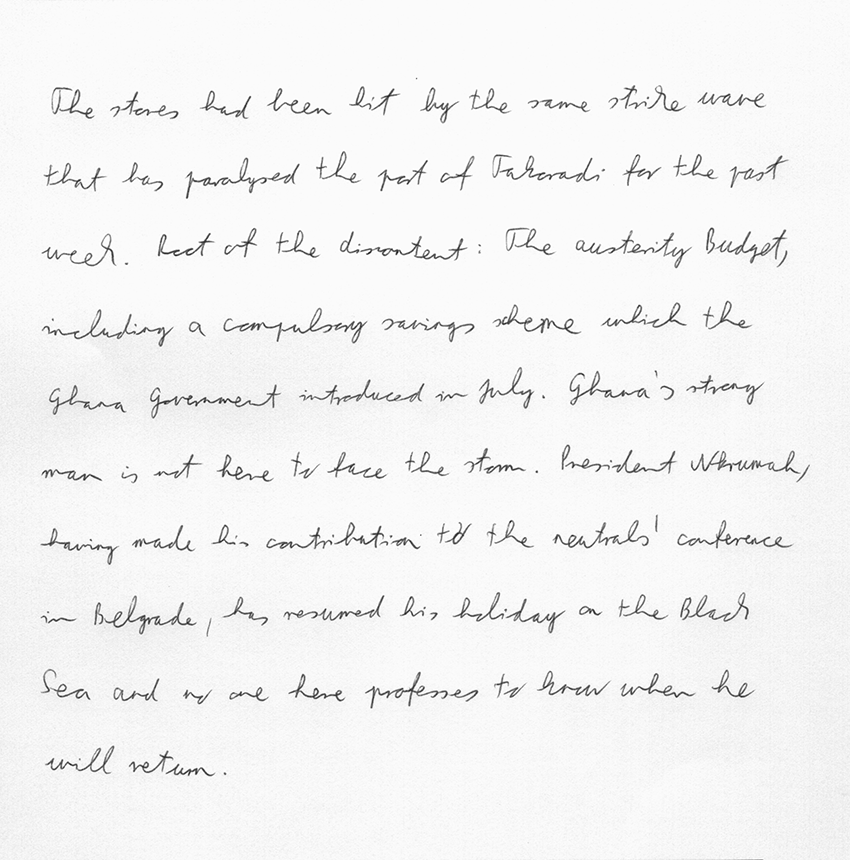 The stores had been hit by the same strike wave
that has paralysed the port of Takoradi for the past
week. Root of the discontent: The austerity Budget,
including a compulsory savings scheme which the
Ghana Government introduced in July. Ghana's strong
man is not here to face the storm. President Nkrumah,
having made his contribution to the neutrals' conference
in Belgrade, has resumed his holiday on the Black
Sea and no one here professes to know when he
will return.